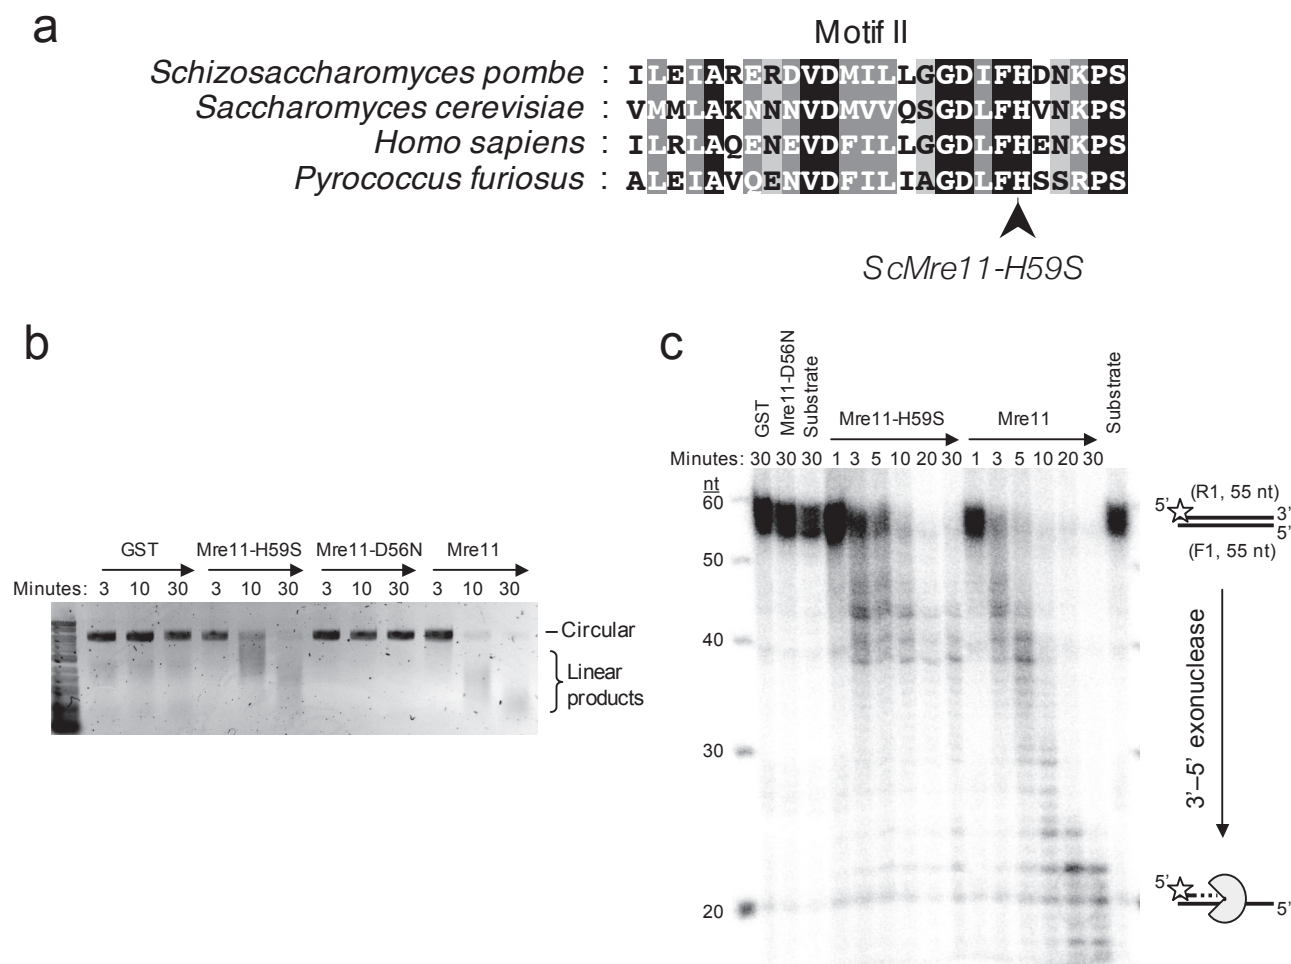 a
Motif II
Schizosaccharomyces pombe : ILEIARERDVDMILLGGDIFHDNKPS
Saccharomyces cerevisiae : VMMLAKNNNVDMVVQSGDLFHVNKPS
Homo sapiens : ILRLAQENEVDFILLGGDLFHENKPS
Pyrococcus furiosus : ALEIAVQENVDFILIAGDLFHSSRPS
ScMre11-H59S
b
GST Mre11-H59S Mre11-D56N Mre11
Minutes: 3 10 30 3 10 30 3 10 30 3 10 30
Circular
Linear
products
c
GST
Mre11-D56N
Substrate
Mre11-H59S
Mre11
Substrate
Minutes: 30 30 30 1 3 5 10 20 30 1 3 5 10 20 30
nt
60
50
40
30
20
5’ (R1, 55 nt) 3’
5’
(F1, 55 nt)
3’–5’ exonuclease
5’
5’